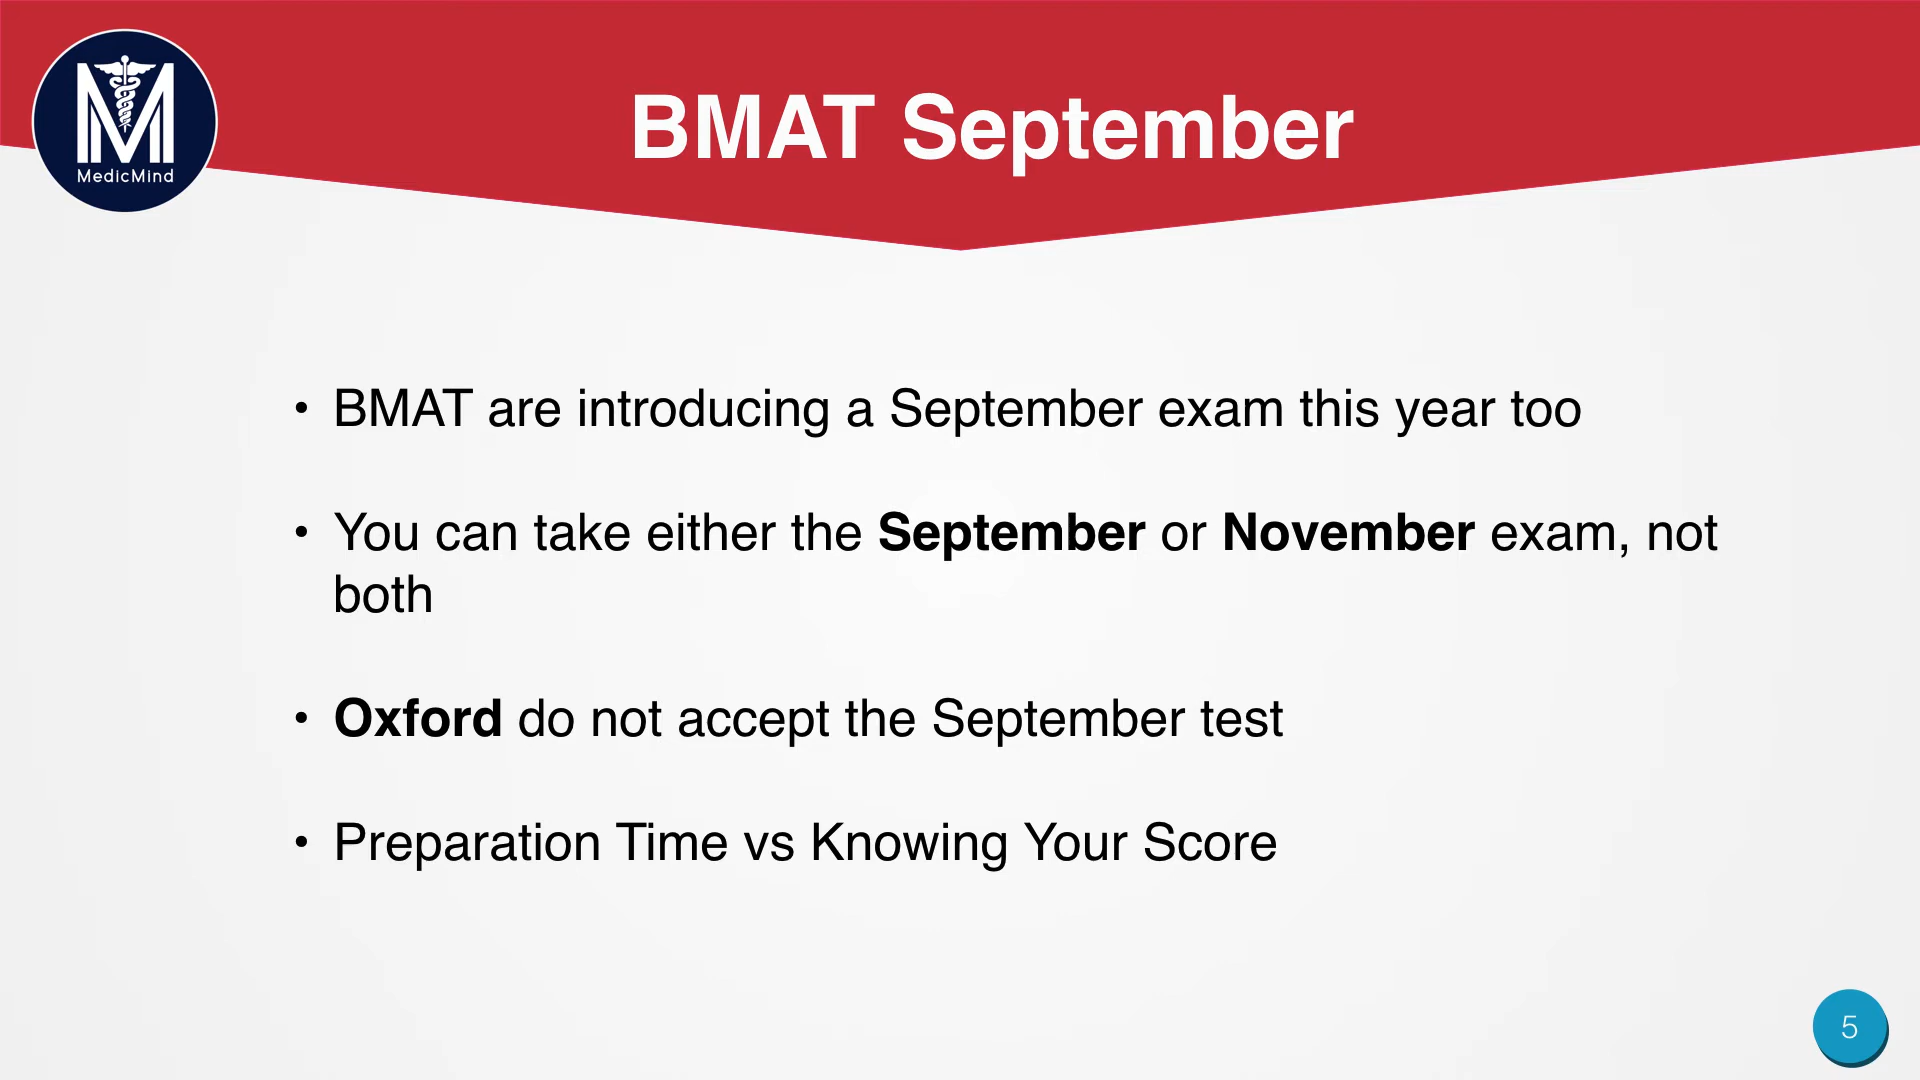 MedicMind
BMAT September
• BMAT are introducing a September exam this year too
• You can take either the September or November exam, not
both
• Oxford do not accept the September test
• Preparation Time vs Knowing Your Score
5